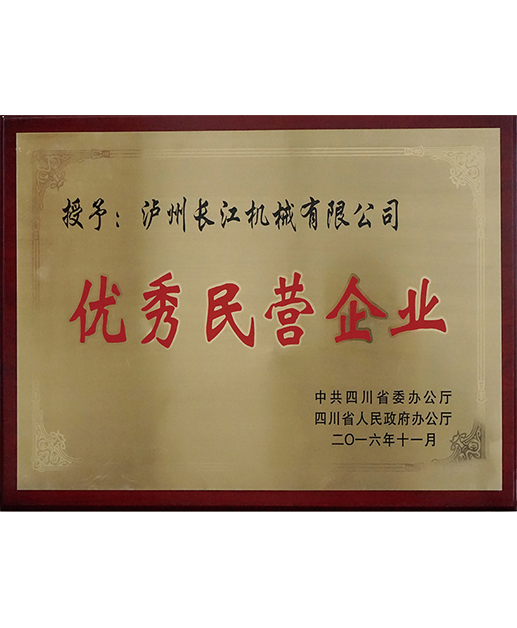 授予：泸州长江机械有限公司
优秀民营企业
中共四川省委办公厅
四川省人民政府办公厅
二〇一六年十一月